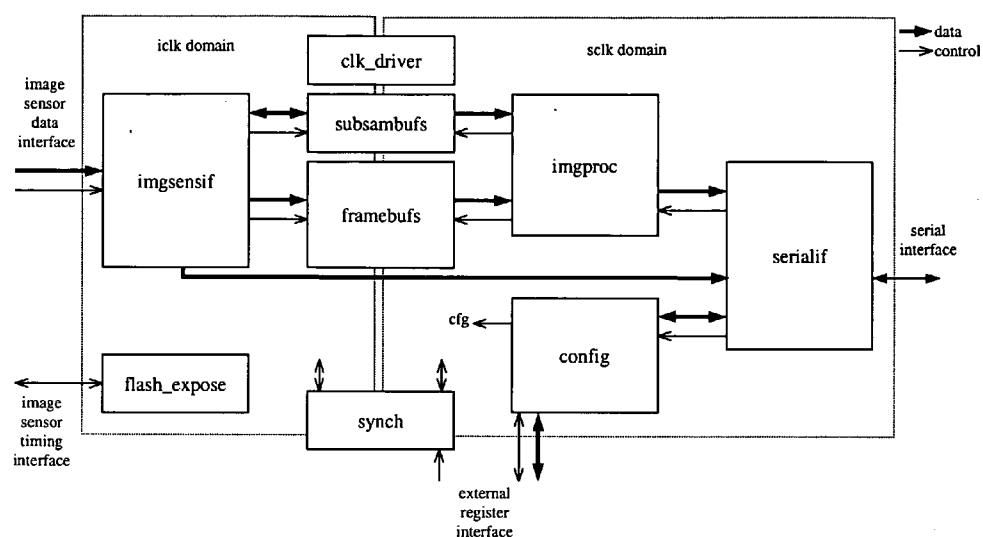 iclk domain
sclk domain
data
control
clk_driver
image
sensor
data
interface
subsambufs
imgproc
imgsensif
framebufs
serialif
serial
interface
cfg
config
flash_expose
image
sensor
timing
interface
synch
external
register
interface